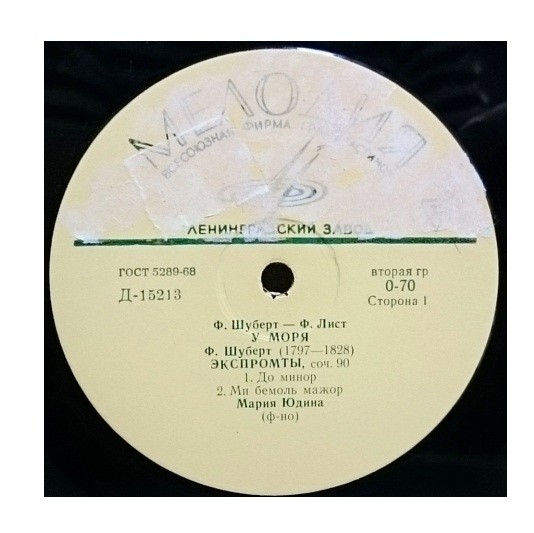 МЕЛОДИЯ
ВСЕСОЮЗНАЯ ФИРМА
ЛЕНИНГРАДСКИЙ ЗАВОД
ГОСТ 5289-68
Д-15213
вторая гр
0-70
Сторона 1
Ф. Шуберт — Ф. Лист
У МОРЯ
Ф. Шуберт (1797—1828)
ЭКСПРОМТЫ, соч. 90
1. До минор
2. Ми бемоль мажор
Мария Юдина
(ф-но)